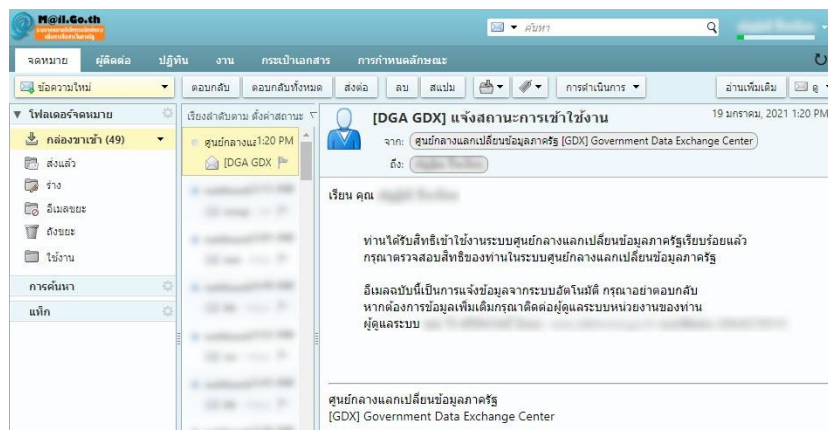 M@il.Go.th
ค้นหา
จดหมาย ผู้ติดต่อ ปฏิทิน งาน กระเป๋าเอกสาร การกำหนดลักษณะ
ข้อความใหม่ ตอบกลับ ตอบกลับทั้งหมด ส่งต่อ ลบ สแปม การดำเนินการ อ่านเพิ่มเติม ดู
โฟลเดอร์จดหมาย
กล่องขาเข้า (49)
ส่งแล้ว
ร่าง
อีเมลขยะ
ถังขยะ
ใช้งาน
การค้นหา
แท็ก
เรียงลำดับตาม ตั้งค่าสถานะ
ศูนย์กลางแ 1:20 PM
[DGA GDX
[DGA GDX] แจ้งสถานะการเข้าใช้งาน
19 มกราคม, 2021 1:20 PM
จาก: ศูนย์กลางแลกเปลี่ยนข้อมูลภาครัฐ [GDX] Government Data Exchange Center
ถึง:
เรียน คุณ
ท่านได้รับสิทธิเข้าใช้งานระบบศูนย์กลางแลกเปลี่ยนข้อมูลภาครัฐเรียบร้อยแล้ว
กรุณาตรวจสอบสิทธิของท่านในระบบศูนย์กลางแลกเปลี่ยนข้อมูลภาครัฐ
อีเมลฉบับนี้เป็นการแจ้งข้อมูลจากระบบอัตโนมัติ กรุณาอย่าตอบกลับ
หากต้องการข้อมูลเพิ่มเติมกรุณาติดต่อผู้ดูแลระบบหน่วยงานของท่าน
ผู้ดูแลระบบ
ศูนย์กลางแลกเปลี่ยนข้อมูลภาครัฐ
[GDX] Government Data Exchange Center